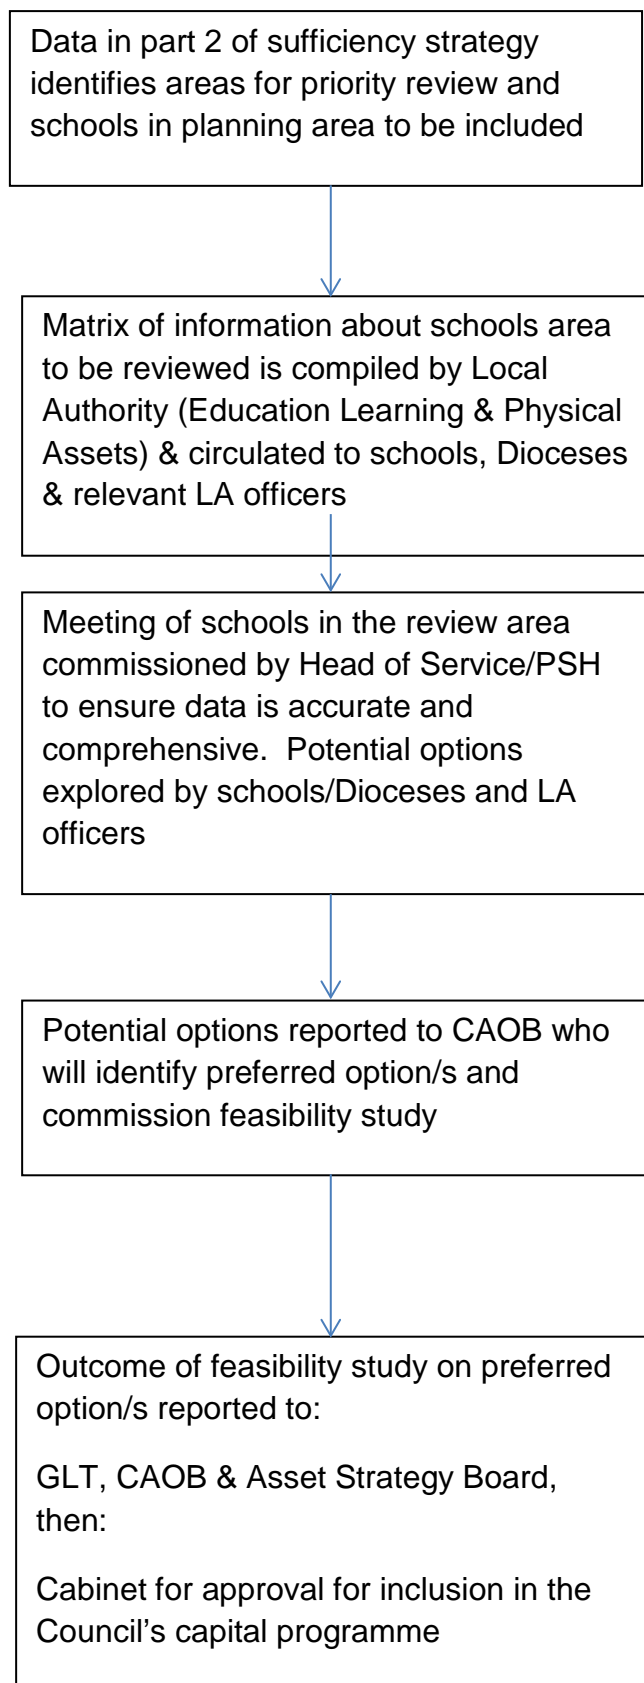 Data in part 2 of sufficiency strategy
identifies areas for priority review and
schools in planning area to be included
Matrix of information about schools area
to be reviewed is compiled by Local
Authority (Education Learning & Physical
Assets) & circulated to schools, Dioceses
& relevant LA officers
Meeting of schools in the review area
commissioned by Head of Service/PSH
to ensure data is accurate and
comprehensive.  Potential options
explored by schools/Dioceses and LA
officers
Potential options reported to CAOB who
will identify preferred option/s and
commission feasibility study
Outcome of feasibility study on preferred
option/s reported to:
GLT, CAOB & Asset Strategy Board,
then:
Cabinet for approval for inclusion in the
Council’s capital programme